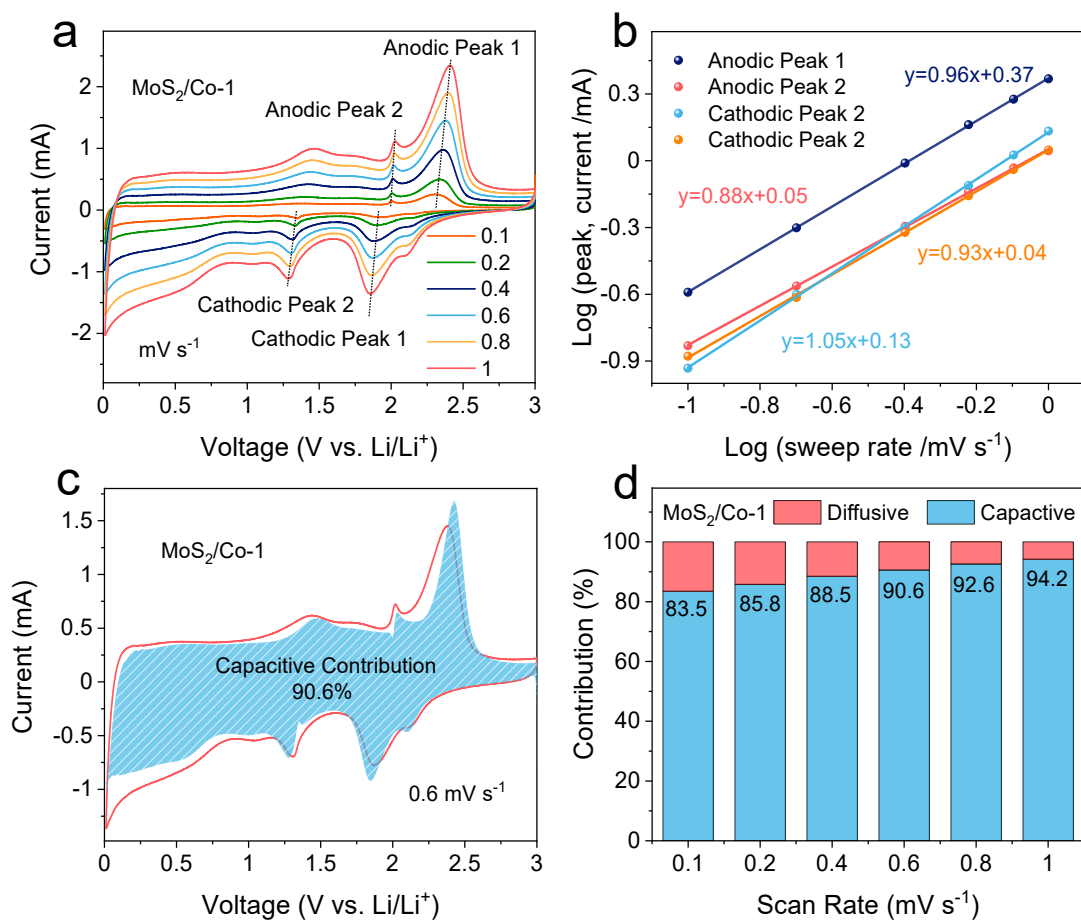 a
MoS₂/Co-1
Anodic Peak 1
Anodic Peak 2
Cathodic Peak 2
Cathodic Peak 1
mV s⁻¹
0.1
0.2
0.4
0.6
0.8
1
2
1
0
-1
-2
Current (mA)
0 0.5 1 1.5 2 2.5 3
Voltage (V vs. Li/Li⁺)
b
Anodic Peak 1
Anodic Peak 2
Cathodic Peak 2
Cathodic Peak 2
y=0.96x+0.37
y=0.88x+0.05
y=0.93x+0.04
y=1.05x+0.13
0.3
0
-0.3
-0.6
-0.9
Log (peak, current /mA)
-1 -0.8 -0.6 -0.4 -0.2 0
Log (sweep rate /mV s⁻¹)
c
MoS₂/Co-1
Capacitive Contribution
90.6%
0.6 mV s⁻¹
1.5
1
0.5
0
-0.5
-1
Current (mA)
0 0.5 1 1.5 2 2.5 3
Voltage (V vs. Li/Li⁺)
d
MoS₂/Co-1 Diffusive Capactive
100
80
60
40
20
0
Contribution (%)
83.5 85.8 88.5 90.6 92.6 94.2
0.1 0.2 0.4 0.6 0.8 1
Scan Rate (mV s⁻¹)